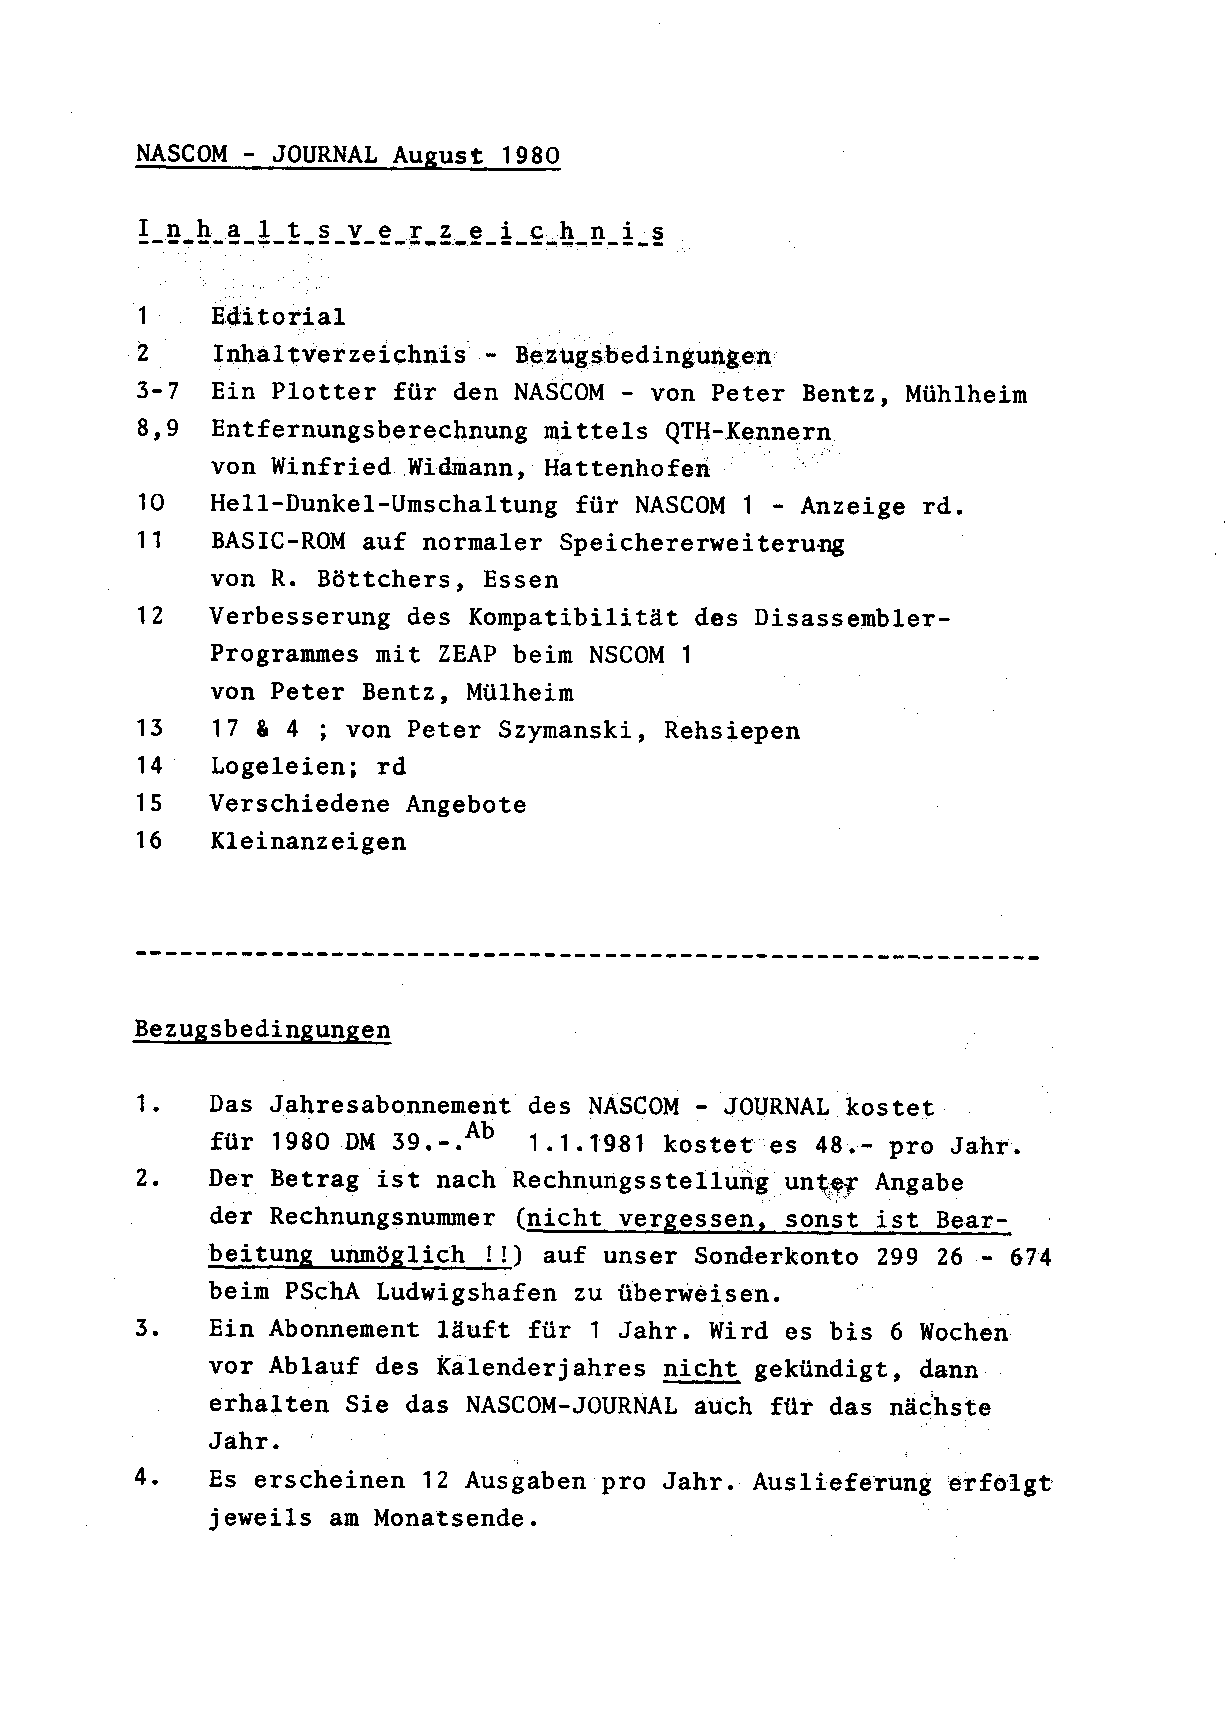 NASCOM - JOURNAL August 1980
I_n_h_a_l_t_s_v_e_r_z_e_i_c_h_n_i_s
1 Editorial
2 Inhaltverzeichnis - Bezugsbedingungen
3-7 Ein Plotter für den NASCOM - von Peter Bentz, Mühlheim
8,9 Entfernungsberechnung mittels QTH-Kennern
von Winfried Widmann, Hattenhofen
10 Hell-Dunkel-Umschaltung für NASCOM 1 - Anzeige rd.
11 BASIC-ROM auf normaler Speichererweiterung
von R. Böttchers, Essen
12 Verbesserung des Kompatibilität des Disassembler-
Programmes mit ZEAP beim NSCOM 1
von Peter Bentz, Mülheim
13 17 & 4 ; von Peter Szymanski, Rehsiepen
14 Logeleien; rd
15 Verschiedene Angebote
16 Kleinanzeigen
------------------------------------------------------------
Bezugsbedingungen
1. Das Jahresabonnement des NASCOM - JOURNAL kostet
für 1980 DM 39.-.Ab 1.1.1981 kostet es 48.- pro Jahr.
2. Der Betrag ist nach Rechnungsstellung unter Angabe
der Rechnungsnummer (nicht vergessen, sonst ist Bear-
beitung unmöglich !!) auf unser Sonderkonto 299 26 - 674
beim PSchA Ludwigshafen zu überweisen.
3. Ein Abonnement läuft für 1 Jahr. Wird es bis 6 Wochen
vor Ablauf des Kalenderjahres nicht gekündigt, dann
erhalten Sie das NASCOM-JOURNAL auch für das nächste
Jahr.
4. Es erscheinen 12 Ausgaben pro Jahr. Auslieferung erfolgt
jeweils am Monatsende.